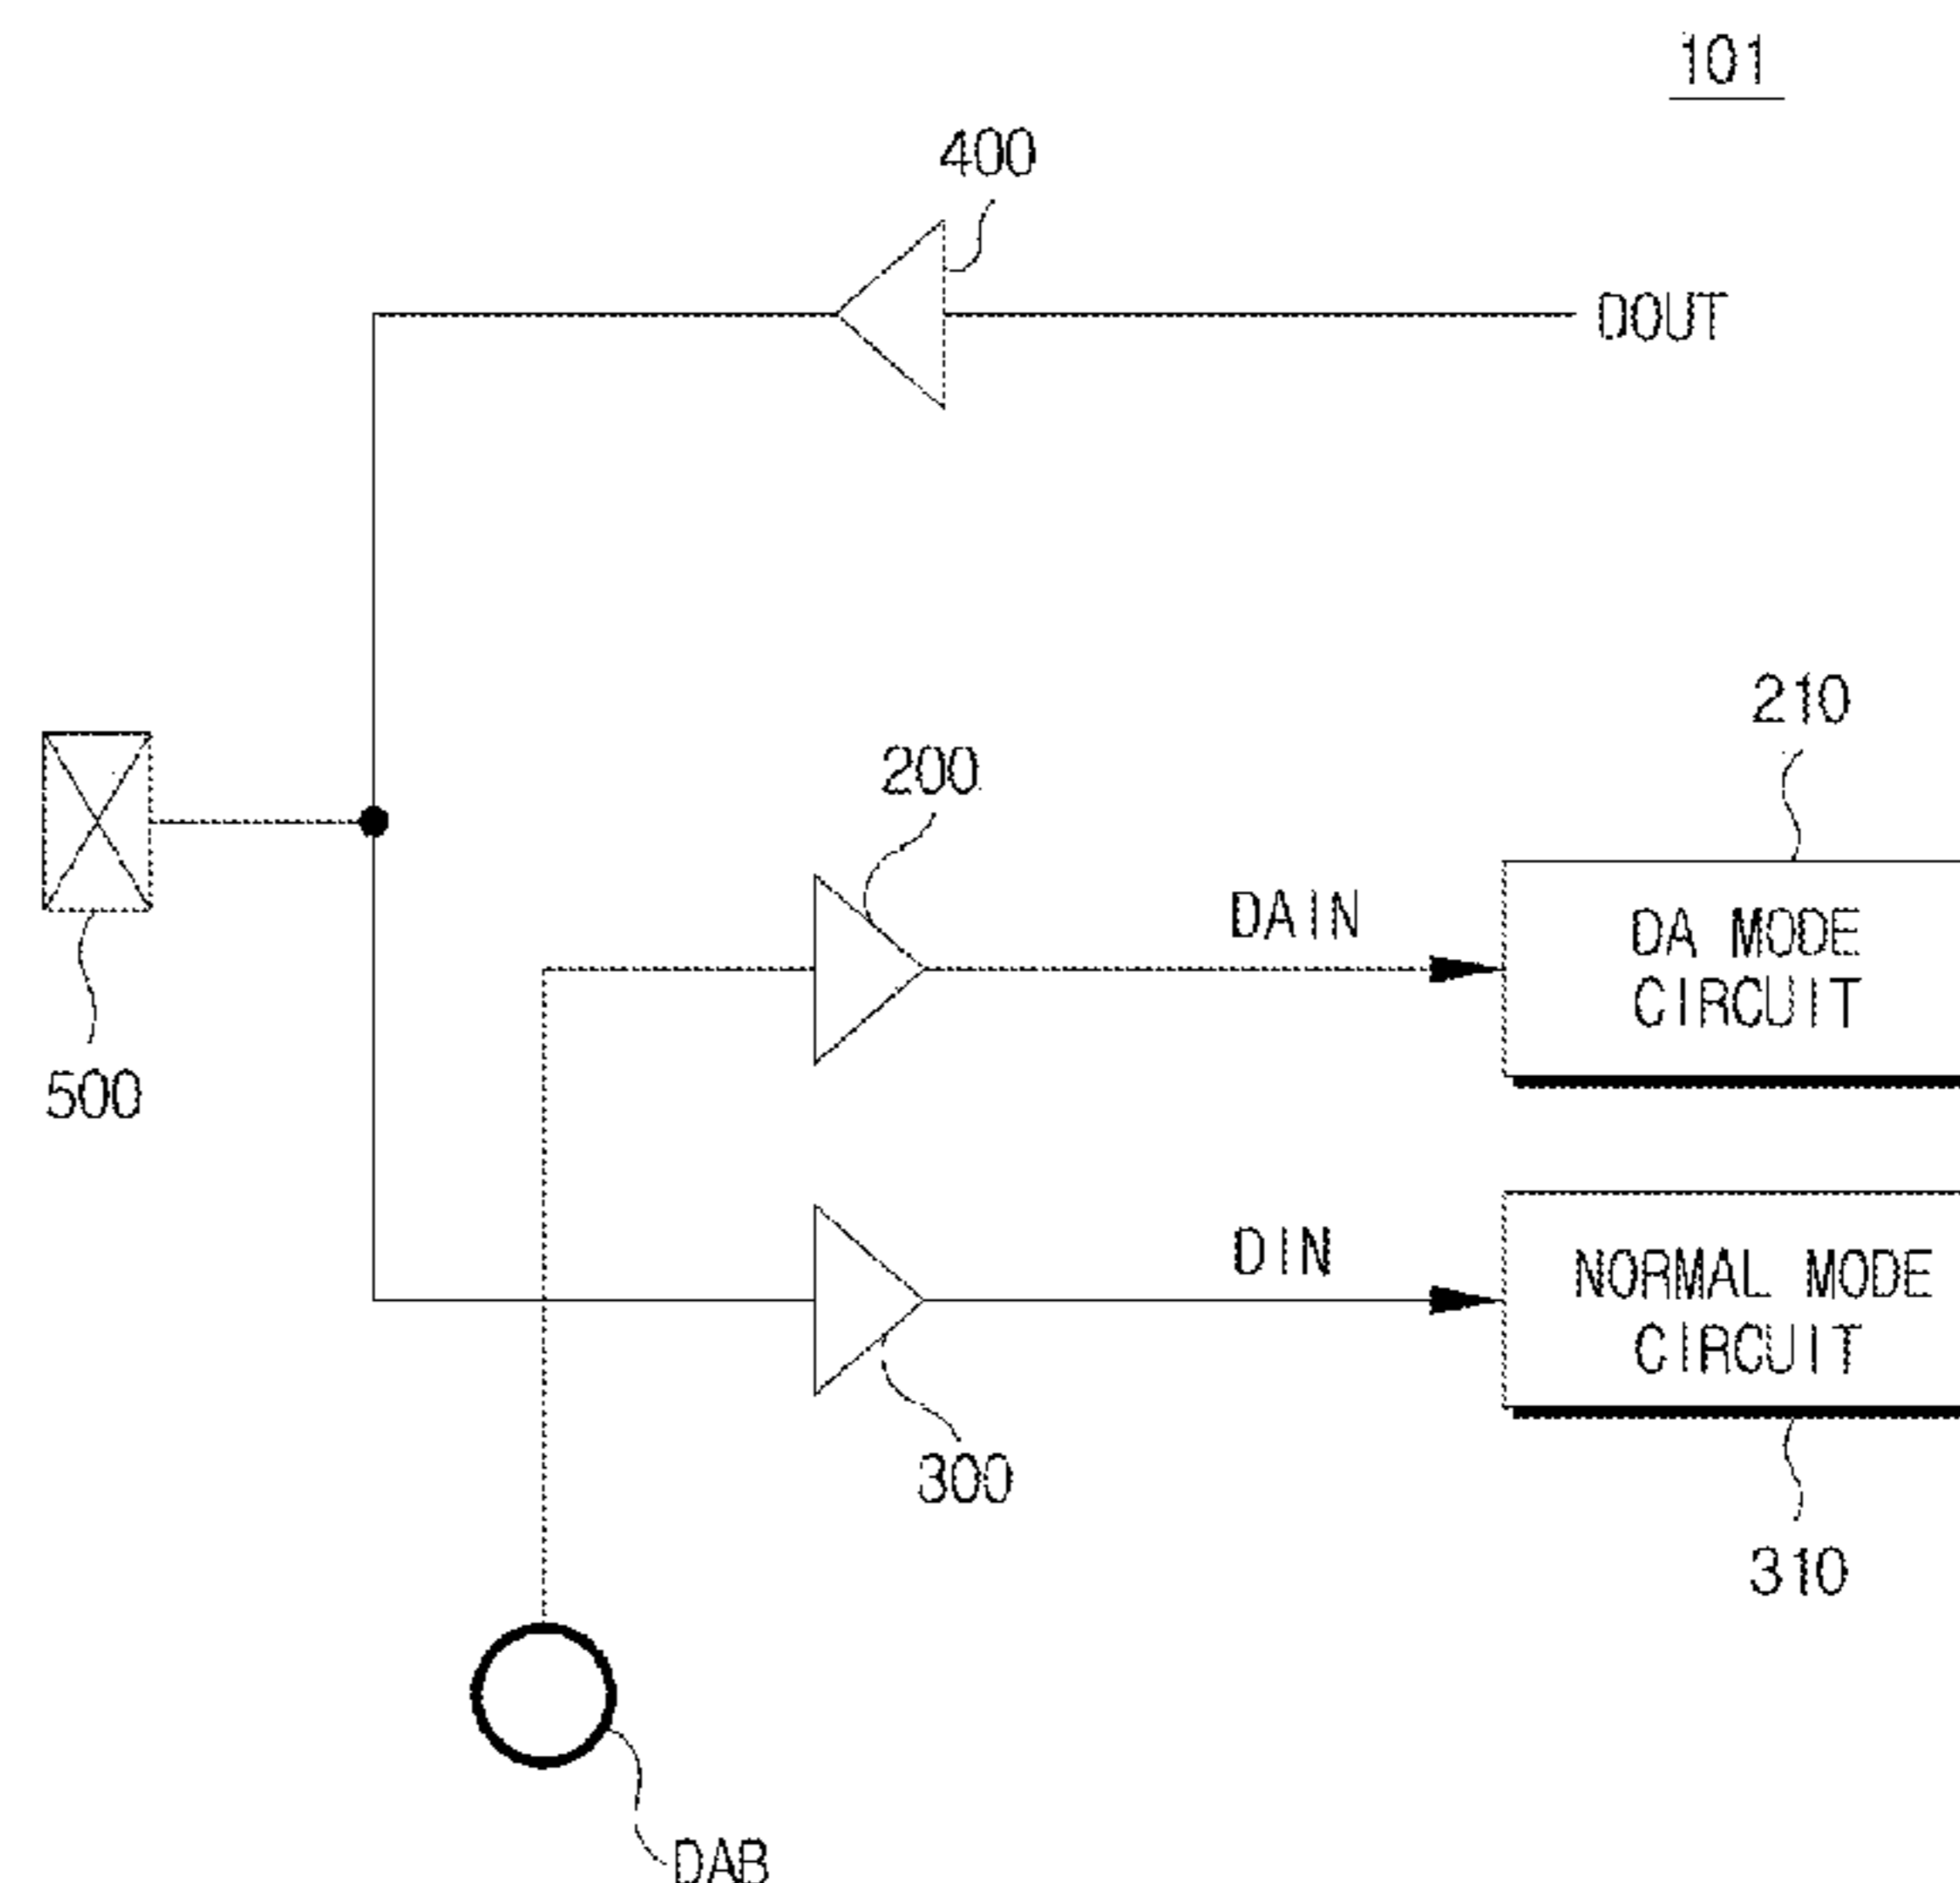 101
400
DOUT
210
200
DAIN
DA MODE
CIRCUIT
500
DIN
NORMAL MODE
CIRCUIT
300
310
DAB